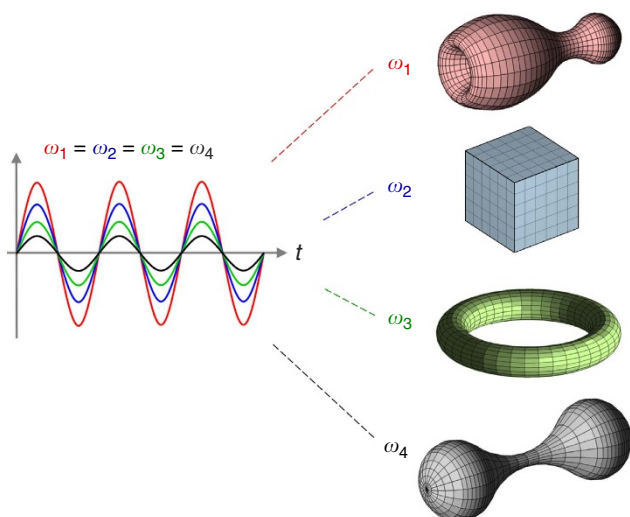 ω1
ω1 = ω2 = ω3 = ω4
ω2
t
ω3
ω4